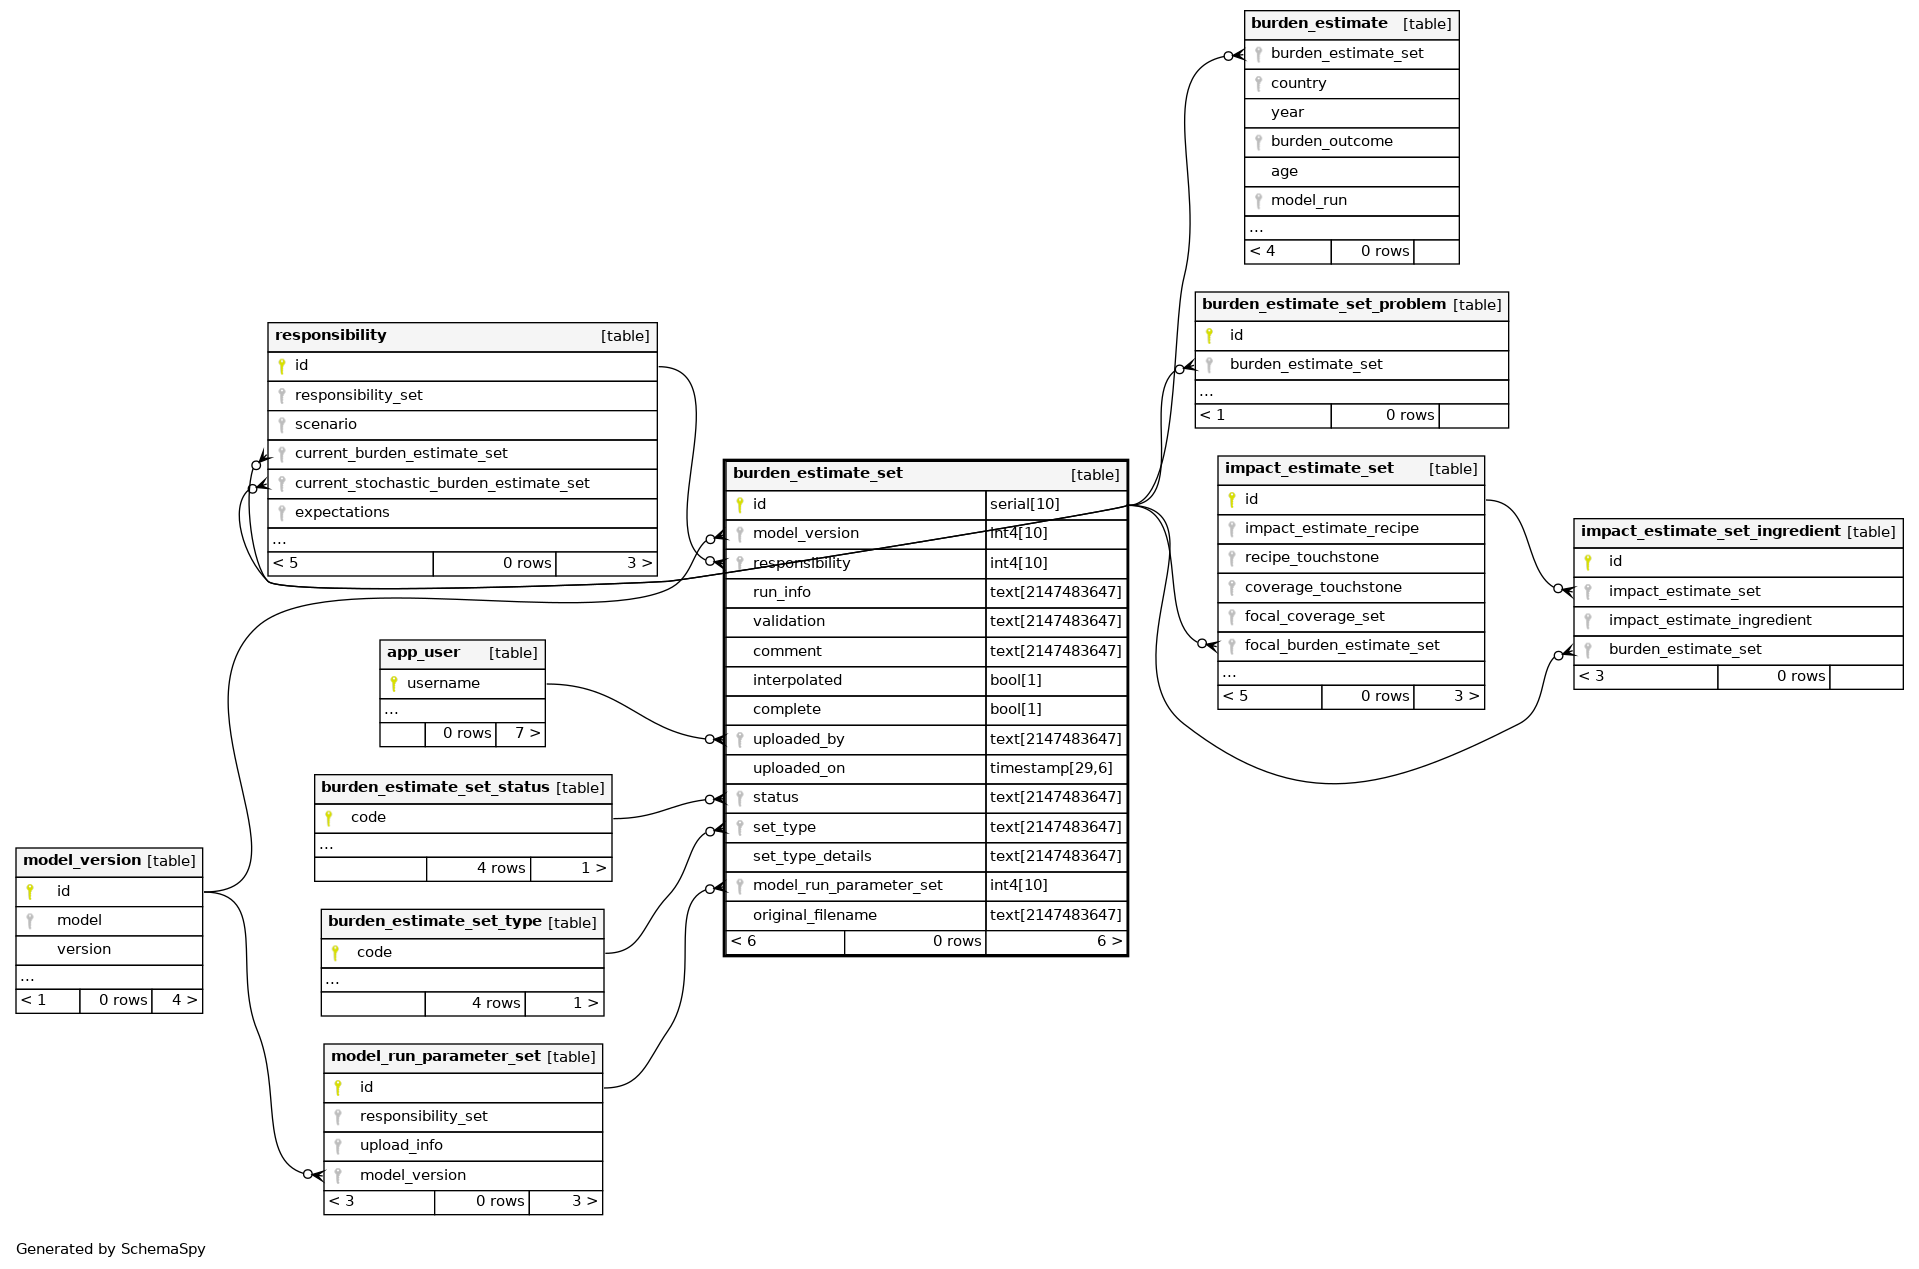 burden_estimate [table]
burden_estimate_set
country
year
burden_outcome
age
model_run
...
< 4 0 rows
burden_estimate_set_problem [table]
id
burden_estimate_set
...
< 1 0 rows
responsibility [table]
id
responsibility_set
scenario
current_burden_estimate_set
current_stochastic_burden_estimate_set
expectations
...
< 5 0 rows 3 >
burden_estimate_set [table]
id serial[10]
model_version int4[10]
responsibility int4[10]
run_info text[2147483647]
validation text[2147483647]
comment text[2147483647]
interpolated bool[1]
complete bool[1]
uploaded_by text[2147483647]
uploaded_on timestamp[29,6]
status text[2147483647]
set_type text[2147483647]
set_type_details text[2147483647]
model_run_parameter_set int4[10]
original_filename text[2147483647]
< 6 0 rows 6 >
impact_estimate_set [table]
id
impact_estimate_recipe
recipe_touchstone
coverage_touchstone
focal_coverage_set
focal_burden_estimate_set
...
< 5 0 rows 3 >
impact_estimate_set_ingredient [table]
id
impact_estimate_set
impact_estimate_ingredient
burden_estimate_set
< 3 0 rows
app_user [table]
username
...
0 rows 7 >
burden_estimate_set_status [table]
code
...
4 rows 1 >
model_version [table]
id
model
version
...
< 1 0 rows 4 >
burden_estimate_set_type [table]
code
...
4 rows 1 >
model_run_parameter_set [table]
id
responsibility_set
upload_info
model_version
< 3 0 rows 3 >
Generated by SchemaSpy